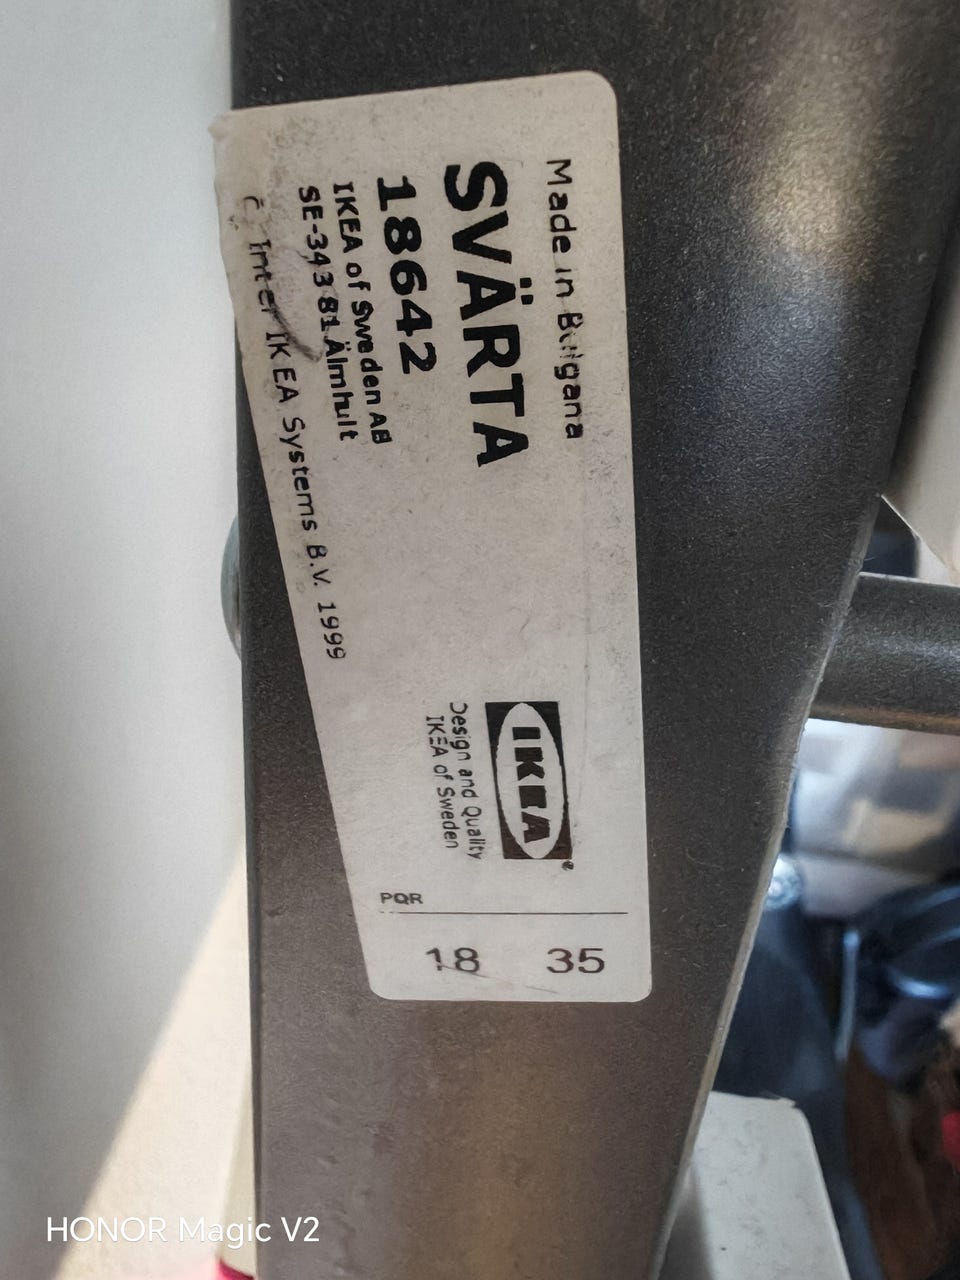 Made in Bulgaria
SVÄRTA
18642
IKEA of Sweden AB
SE-343 81 Älmhult
© Inter IKEA Systems B.V. 1999
IKEA®
Design and Quality
IKEA of Sweden
PQR
18 35
HONOR Magic V2